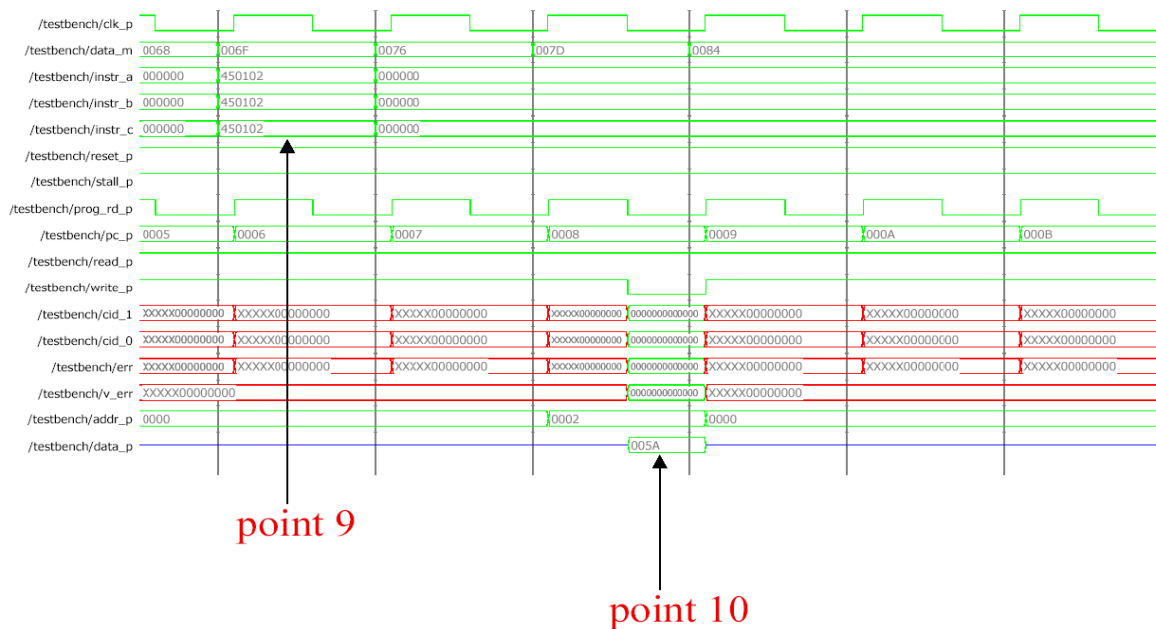 /testbench/clk_p
/testbench/data_m 0068 006F 0076 007D 0084
/testbench/instr_a 000000 450102 000000
/testbench/instr_b 000000 450102 000000
/testbench/instr_c 000000 450102 000000
/testbench/reset_p
/testbench/stall_p
/testbench/prog_rd_p
/testbench/pc_p 0005 0006 0007 0008 0009 000A 000B
/testbench/read_p
/testbench/write_p
/testbench/cid_1 XXXXX00000000 XXXXX00000000 XXXXX00000000 XXXXX00000000 0000000000000 XXXXX00000000 XXXXX00000000 XXXXX00000000
/testbench/cid_0 XXXXX00000000 XXXXX00000000 XXXXX00000000 XXXXX00000000 0000000000000 XXXXX00000000 XXXXX00000000 XXXXX00000000
/testbench/err XXXXX00000000 XXXXX00000000 XXXXX00000000 XXXXX00000000 0000000000000 XXXXX00000000 XXXXX00000000 XXXXX00000000
/testbench/v_err XXXXX00000000 0000000000000 XXXXX00000000
/testbench/addr_p 0000 0002 0000
/testbench/data_p 005A
point 9
point 10